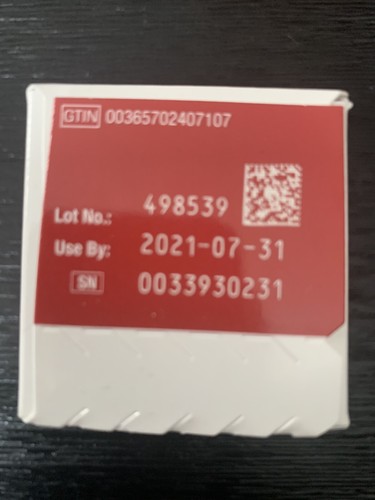 GTIN 00365702407107
Lot No.: 498539
Use By: 2021-07-31
SN 0033930231